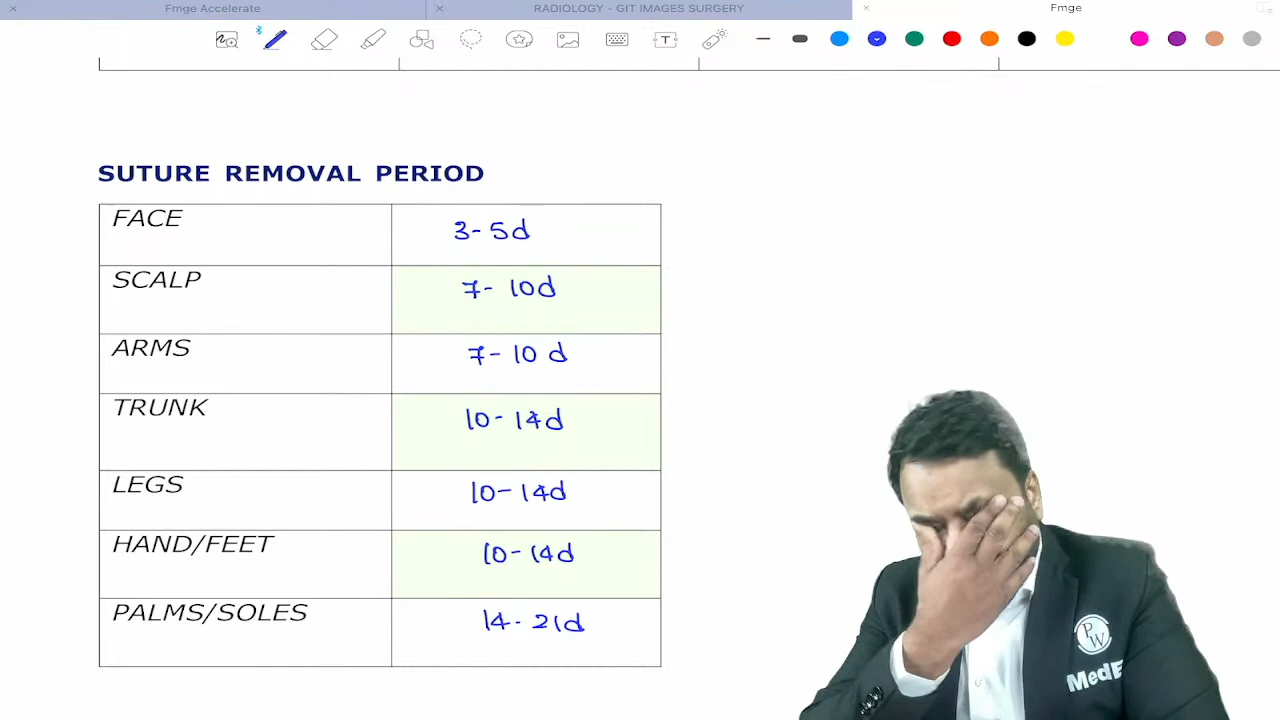 Fmge Accelerate
RADIOLOGY - GIT IMAGES SURGERY
Fmge
T
SUTURE REMOVAL PERIOD
FACE 3-5d
SCALP 7-10d
ARMS 7-10 d
TRUNK 10-14d
LEGS 10-14d
HAND/FEET 10-14d
PALMS/SOLES 14-21d
PW
MedE